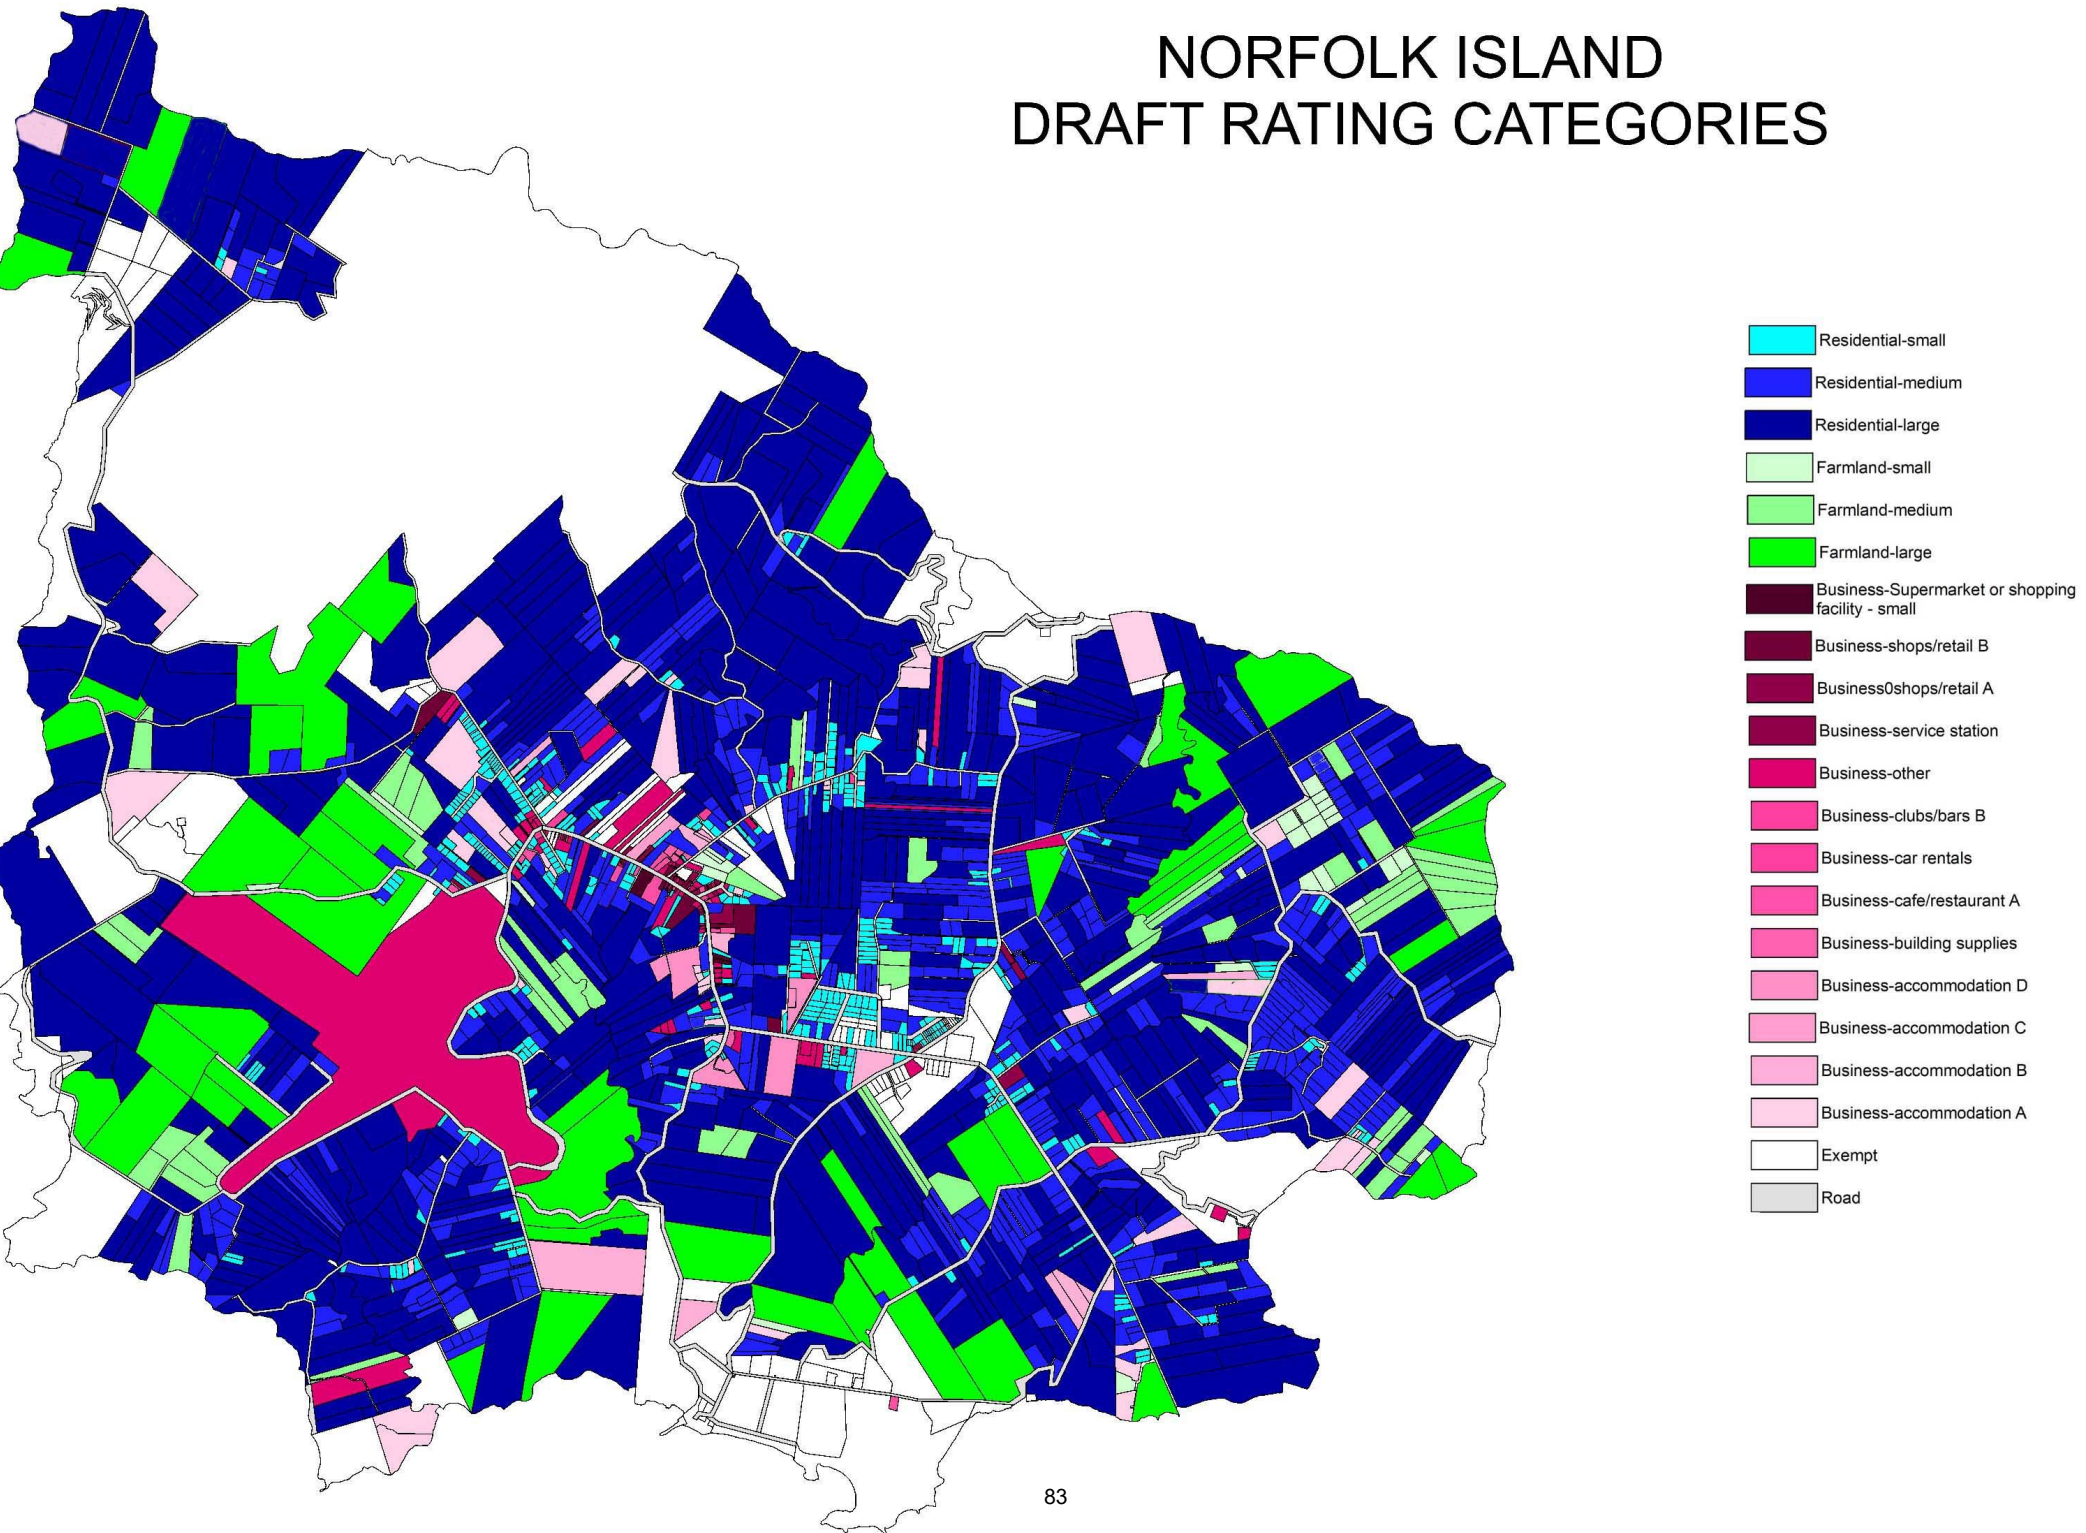 NORFOLK ISLAND
DRAFT RATING CATEGORIES
Residential-small
Residential-medium
Residential-large
Farmland-small
Farmland-medium
Farmland-large
Business-Supermarket or shopping
facility - small
Business-shops/retail B
Business0shops/retail A
Business-service station
Business-other
Business-clubs/bars B
Business-car rentals
Business-cafe/restaurant A
Business-building supplies
Business-accommodation D
Business-accommodation C
Business-accommodation B
Business-accommodation A
Exempt
Road
83